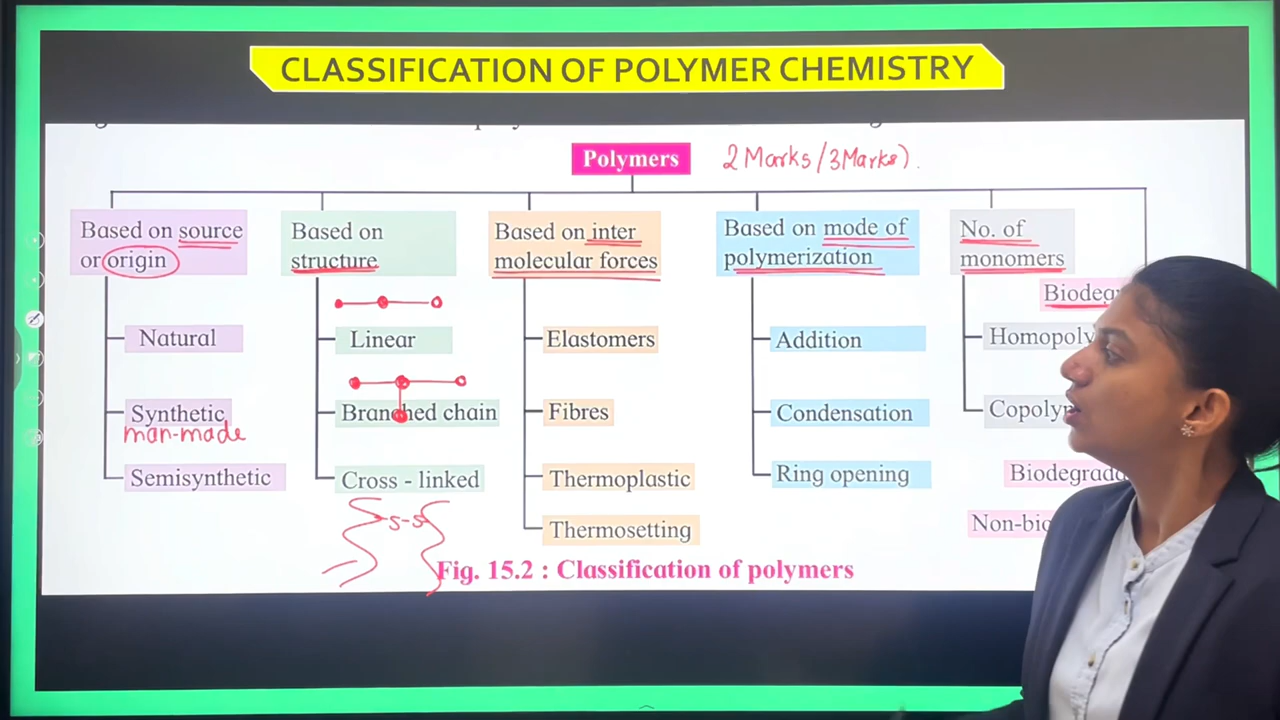 CLASSIFICATION OF POLYMER CHEMISTRY
Polymers
2 Marks/3Marks).
Based on source
or origin
Based on
structure
Based on inter
molecular forces
Based on mode of
polymerization
No. of
monomers
Natural
Synthetic
man-made
Semisynthetic
Linear
Branched chain
Cross - linked
S-S
Elastomers
Fibres
Thermoplastic
Thermosetting
Addition
Condensation
Ring opening
Fig. 15.2 : Classification of polymers